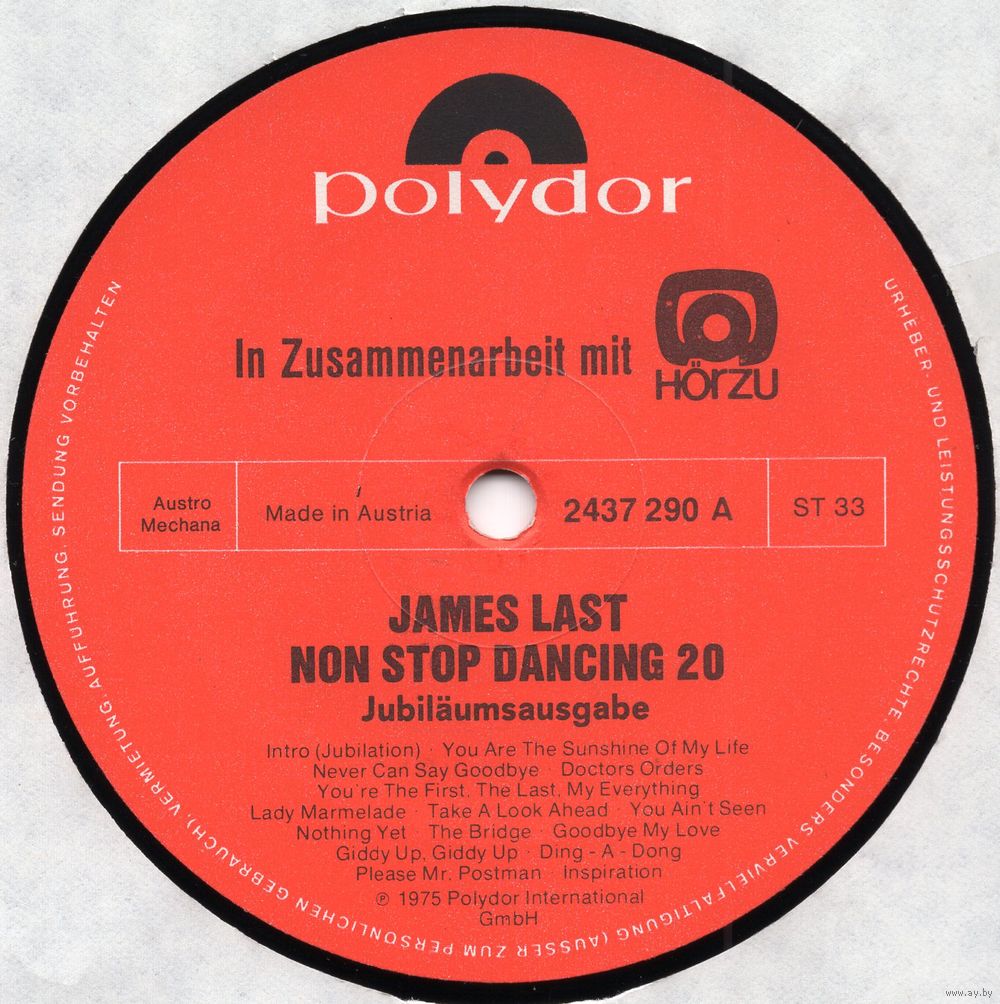 polydor
In Zusammenarbeit mit
HÖRZU
Austro
Mechana
Made in Austria
2437 290 A
ST 33
JAMES LAST
NON STOP DANCING 20
Jubiläumsausgabe
Intro (Jubilation) · You Are The Sunshine Of My Life
Never Can Say Goodbye · Doctors Orders
You're The First, The Last, My Everything
Lady Marmelade · Take A Look Ahead · You Ain't Seen
Nothing Yet · The Bridge · Goodbye My Love
Giddy Up, Giddy Up · Ding - A - Dong
Please Mr. Postman · Inspiration
℗ 1975 Polydor International
GmbH
URHEBER- UND LEISTUNGSSCHUTZRECHTE, BESONDERS VERVIELFÄLTIGUNG (AUSSER ZUM PERSÖNLICHEN GEBRAUCH), VERMIETUNG, AUFFÜHRUNG, SENDUNG VORBEHALTEN
www.ay.by